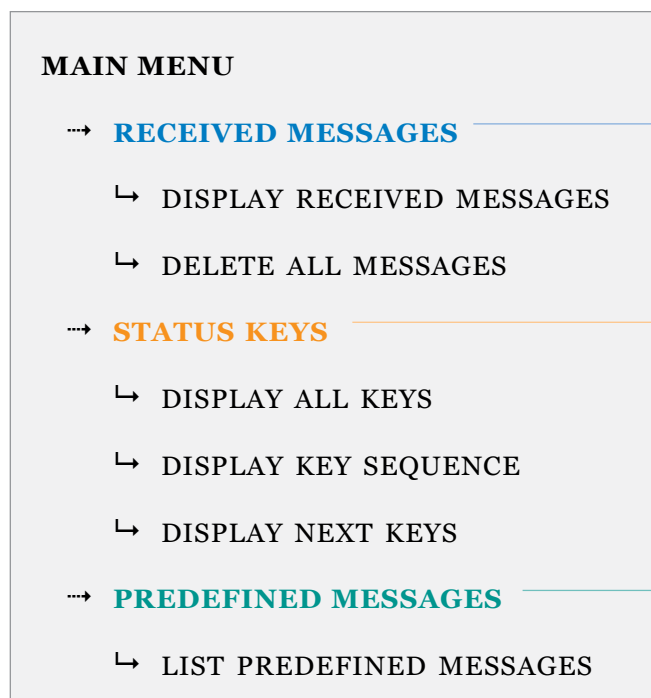 MAIN MENU
⤑ RECEIVED MESSAGES
↳ DISPLAY RECEIVED MESSAGES
↳ DELETE ALL MESSAGES
⤑ STATUS KEYS
↳ DISPLAY ALL KEYS
↳ DISPLAY KEY SEQUENCE
↳ DISPLAY NEXT KEYS
⤑ PREDEFINED MESSAGES
↳ LIST PREDEFINED MESSAGES